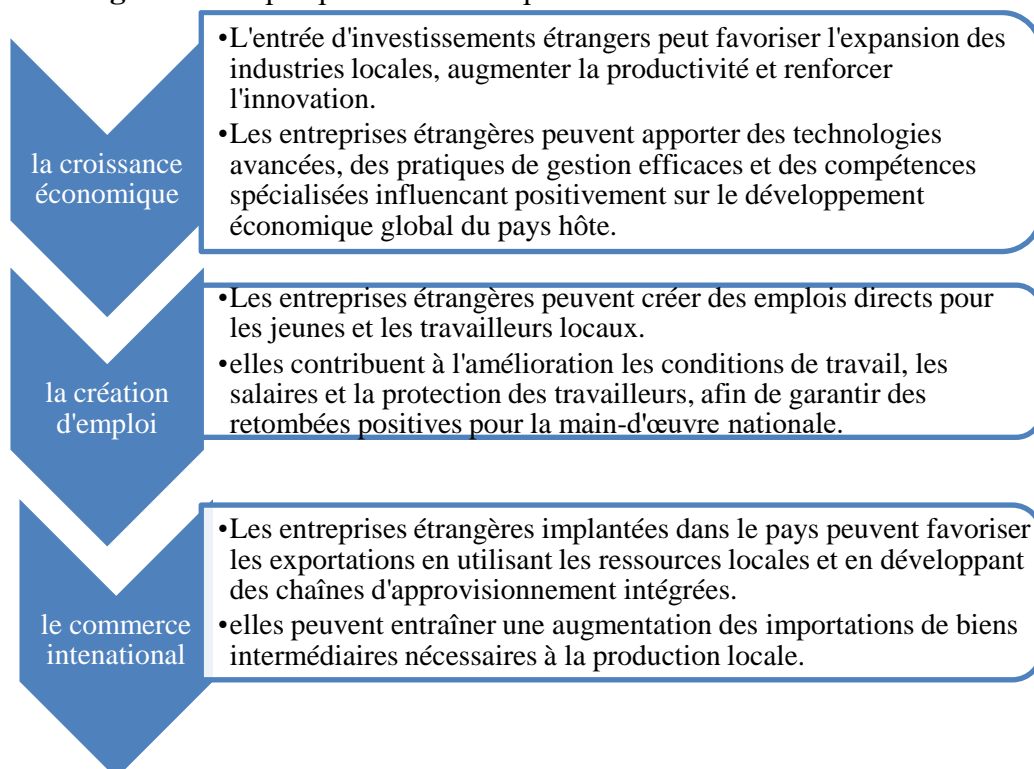 •L'entrée d'investissements étrangers peut favoriser l'expansion des
industries locales, augmenter la productivité et renforcer
l'innovation.
•Les entreprises étrangères peuvent apporter des technologies
avancées, des pratiques de gestion efficaces et des compétences
spécialisées influencant positivement sur le développement
économique global du pays hôte.
la croissance
économique
•Les entreprises étrangères peuvent créer des emplois directs pour
les jeunes et les travailleurs locaux.
•elles contribuent à l'amélioration les conditions de travail, les
salaires et la protection des travailleurs, afin de garantir des
retombées positives pour la main-d'œuvre nationale.
la création
d'emploi
•Les entreprises étrangères implantées dans le pays peuvent favoriser
les exportations en utilisant les ressources locales et en développant
des chaînes d'approvisionnement intégrées.
•elles peuvent entraîner une augmentation des importations de biens
intermédiaires nécessaires à la production locale.
le commerce
intenational